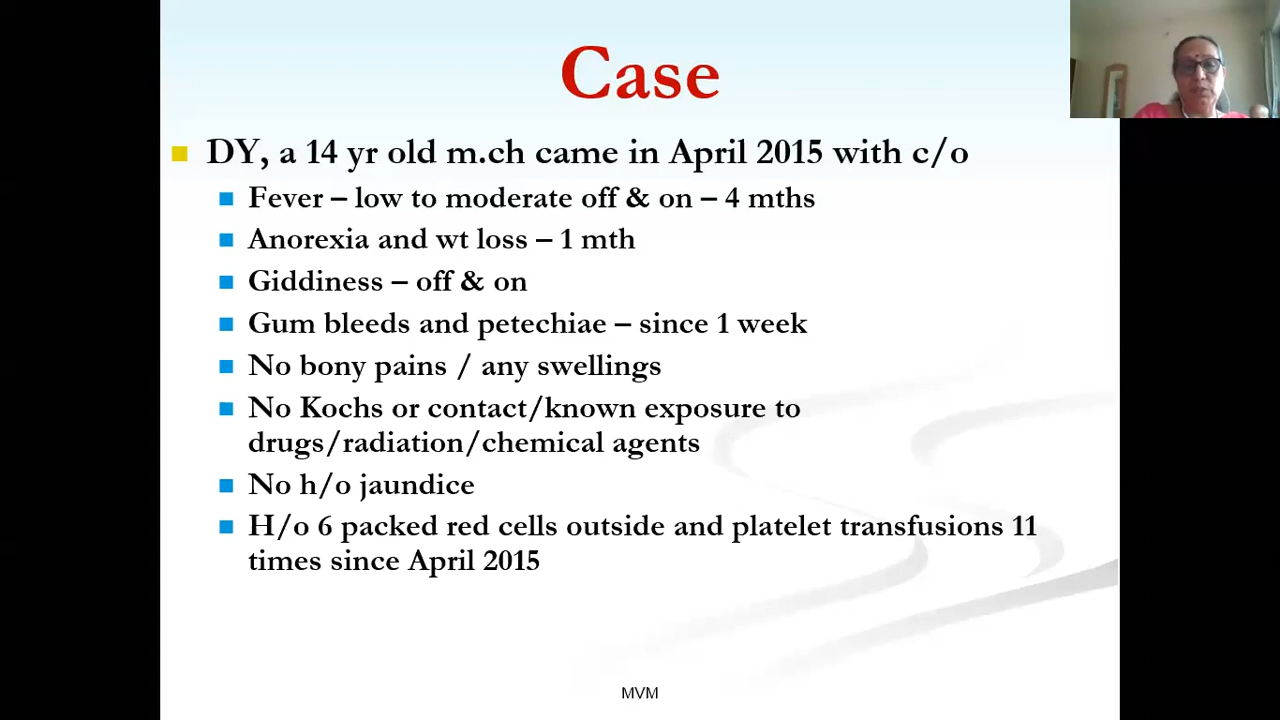 Case
DY, a 14 yr old m.ch came in April 2015 with c/o
Fever – low to moderate off & on – 4 mths
Anorexia and wt loss – 1 mth
Giddiness – off & on
Gum bleeds and petechiae – since 1 week
No bony pains / any swellings
No Kochs or contact/known exposure to
drugs/radiation/chemical agents
No h/o jaundice
H/o 6 packed red cells outside and platelet transfusions 11
times since April 2015
MVM